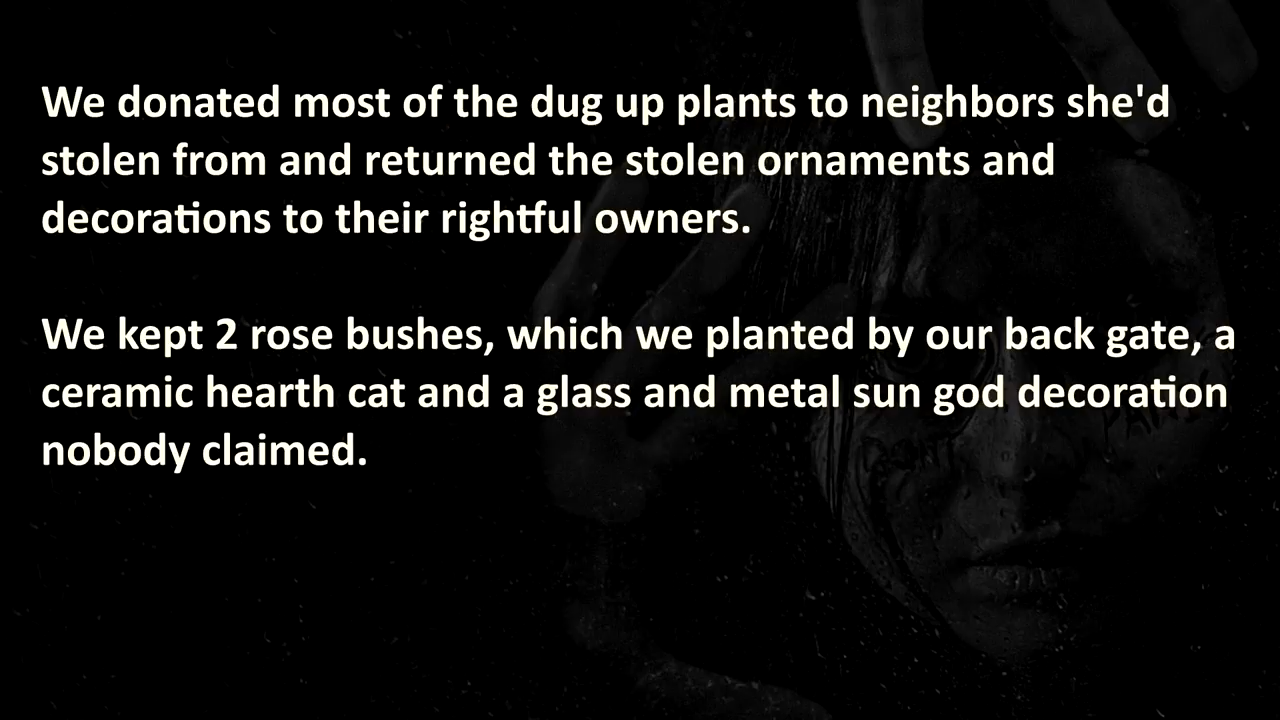 We donated most of the dug up plants to neighbors she'd
stolen from and returned the stolen ornaments and
decorations to their rightful owners.
We kept 2 rose bushes, which we planted by our back gate, a
ceramic hearth cat and a glass and metal sun god decoration
nobody claimed.